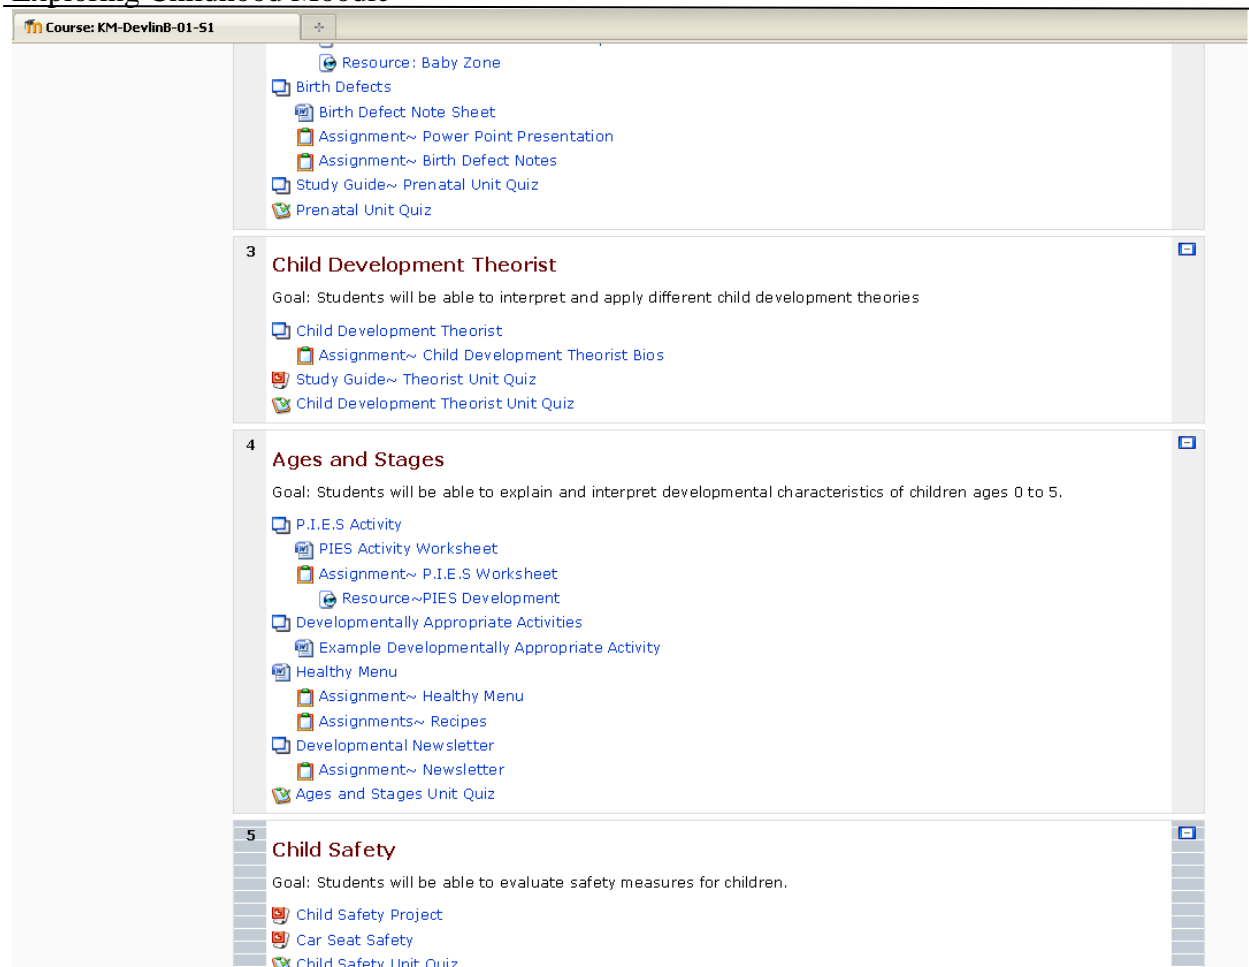 Exploring Childhood Moodle
Course: KM-DevlinB-01-S1
Resource: Baby Zone
Birth Defects
Birth Defect Note Sheet
Assignment~ Power Point Presentation
Assignment~ Birth Defect Notes
Study Guide~ Prenatal Unit Quiz
Prenatal Unit Quiz
3
Child Development Theorist
Goal: Students will be able to interpret and apply different child development theories
Child Development Theorist
Assignment~ Child Development Theorist Bios
Study Guide~ Theorist Unit Quiz
Child Development Theorist Unit Quiz
4
Ages and Stages
Goal: Students will be able to explain and interpret developmental characteristics of children ages 0 to 5.
P.I.E.S Activity
PIES Activity Worksheet
Assignment~ P.I.E.S Worksheet
Resource~PIES Development
Developmentally Appropriate Activities
Example Developmentally Appropriate Activity
Healthy Menu
Assignment~ Healthy Menu
Assignments~ Recipes
Developmental Newsletter
Assignment~ Newsletter
Ages and Stages Unit Quiz
5
Child Safety
Goal: Students will be able to evaluate safety measures for children.
Child Safety Project
Car Seat Safety
Child Safety Unit Quiz